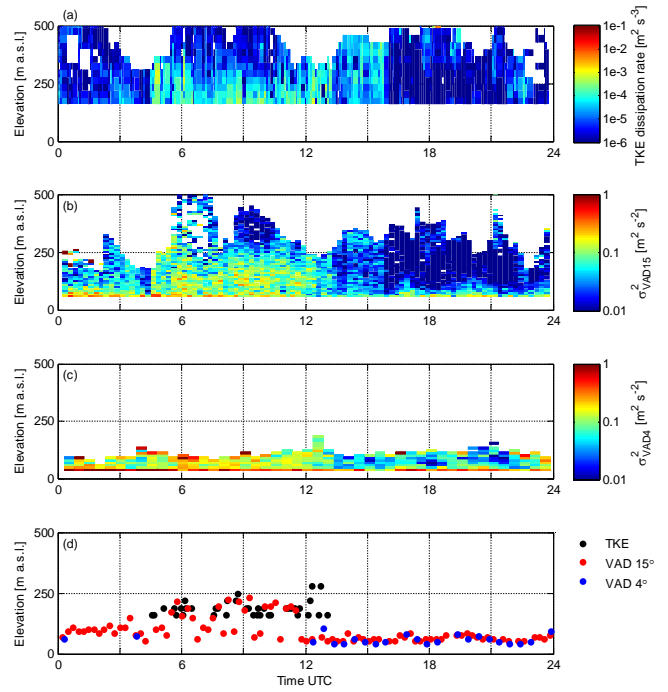 (a)
Elevation [m a.s.l.]
500
250
0
0 6 12 18 24
1e-1
1e-2
1e-3
1e-4
1e-5
1e-6
TKE dissipation rate [m² s⁻³]
(b)
Elevation [m a.s.l.]
500
250
0
0 6 12 18 24
1
0.1
0.01
σ²VAD15 [m² s⁻²]
(c)
Elevation [m a.s.l.]
500
250
0
0 6 12 18 24
1
0.1
0.01
σ²VAD4 [m² s⁻²]
(d)
Elevation [m a.s.l.]
500
250
0
0 6 12 18 24
Time UTC
TKE
VAD 15°
VAD 4°